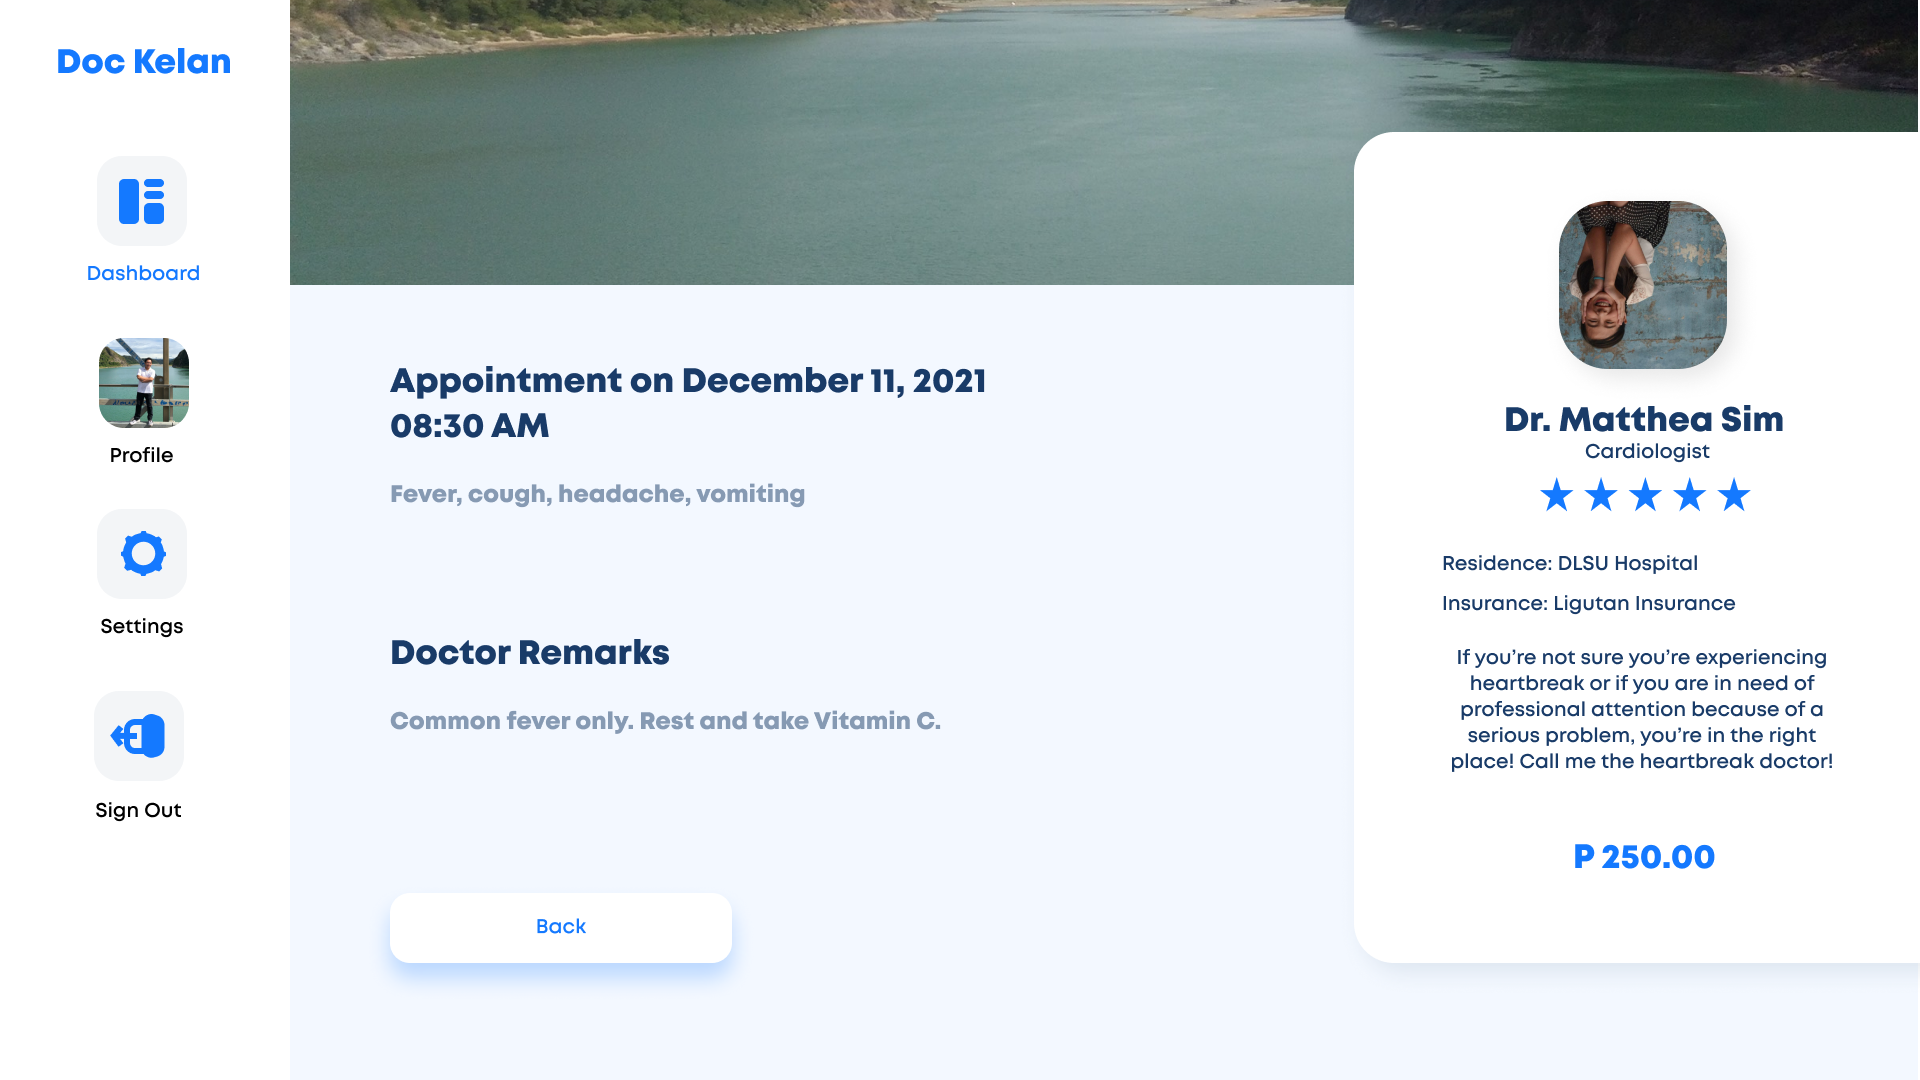 Doc Kelan
Dashboard
Profile
Settings
Sign Out
Appointment on December 11, 2021
08:30 AM
Fever, cough, headache, vomiting
Doctor Remarks
Common fever only. Rest and take Vitamin C.
Back
Dr. Matthea Sim
Cardiologist
Residence: DLSU Hospital
Insurance: Ligutan Insurance
If you’re not sure you’re experiencing
heartbreak or if you are in need of
professional attention because of a
serious problem, you’re in the right
place! Call me the heartbreak doctor!
P 250.00